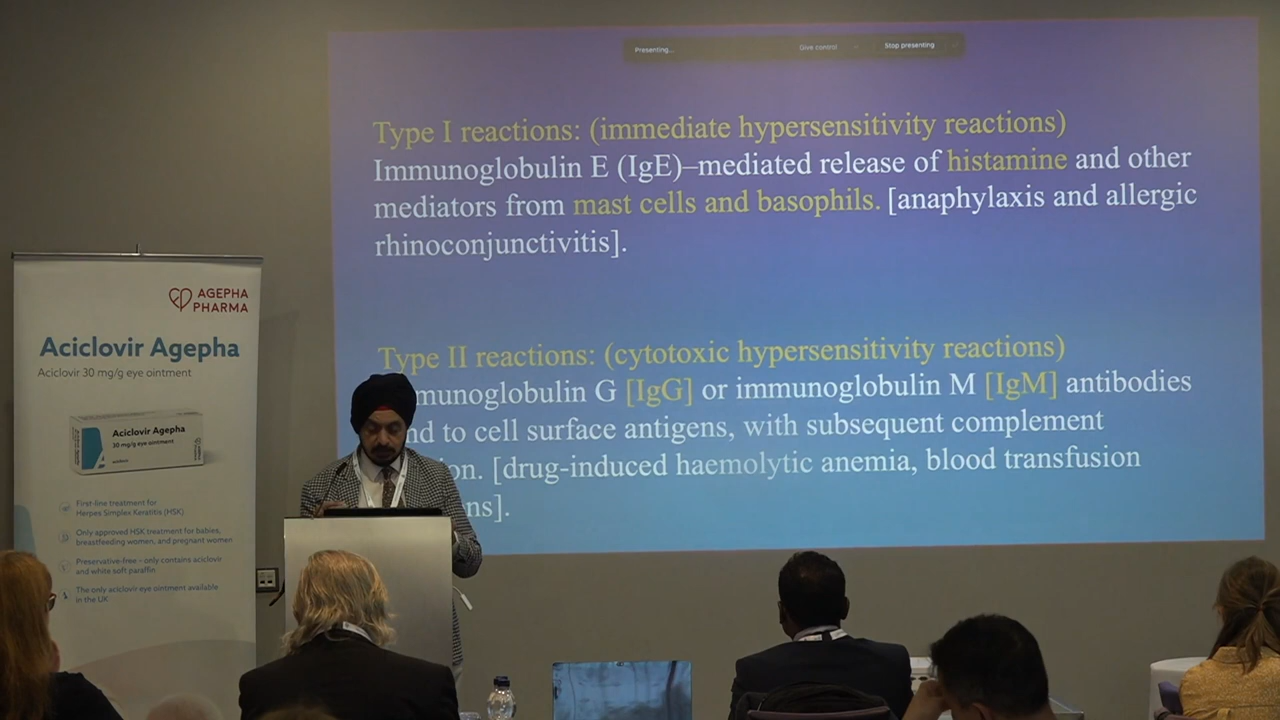 Presenting...
Give control
Stop presenting
Type I reactions: (immediate hypersensitivity reactions)
Immunoglobulin E (IgE)–mediated release of histamine and other
mediators from mast cells and basophils. [anaphylaxis and allergic
rhinoconjunctivitis].
Type II reactions: (cytotoxic hypersensitivity reactions)
munoglobulin G [IgG] or immunoglobulin M [IgM] antibodies
nd to cell surface antigens, with subsequent complement
on. [drug-induced haemolytic anemia, blood transfusion
ns].
AGEPHA
PHARMA
Aciclovir Agepha
Aciclovir 30 mg/g eye ointment
Aciclovir Agepha
30 mg/g eye ointment
First-line treatment for
Herpes Simplex Keratitis (HSK)
Only approved HSK treatment for babies,
breastfeeding women, and pregnant women
Preservative-free - only contains aciclovir
and white soft paraffin
The only aciclovir eye ointment available
in the UK